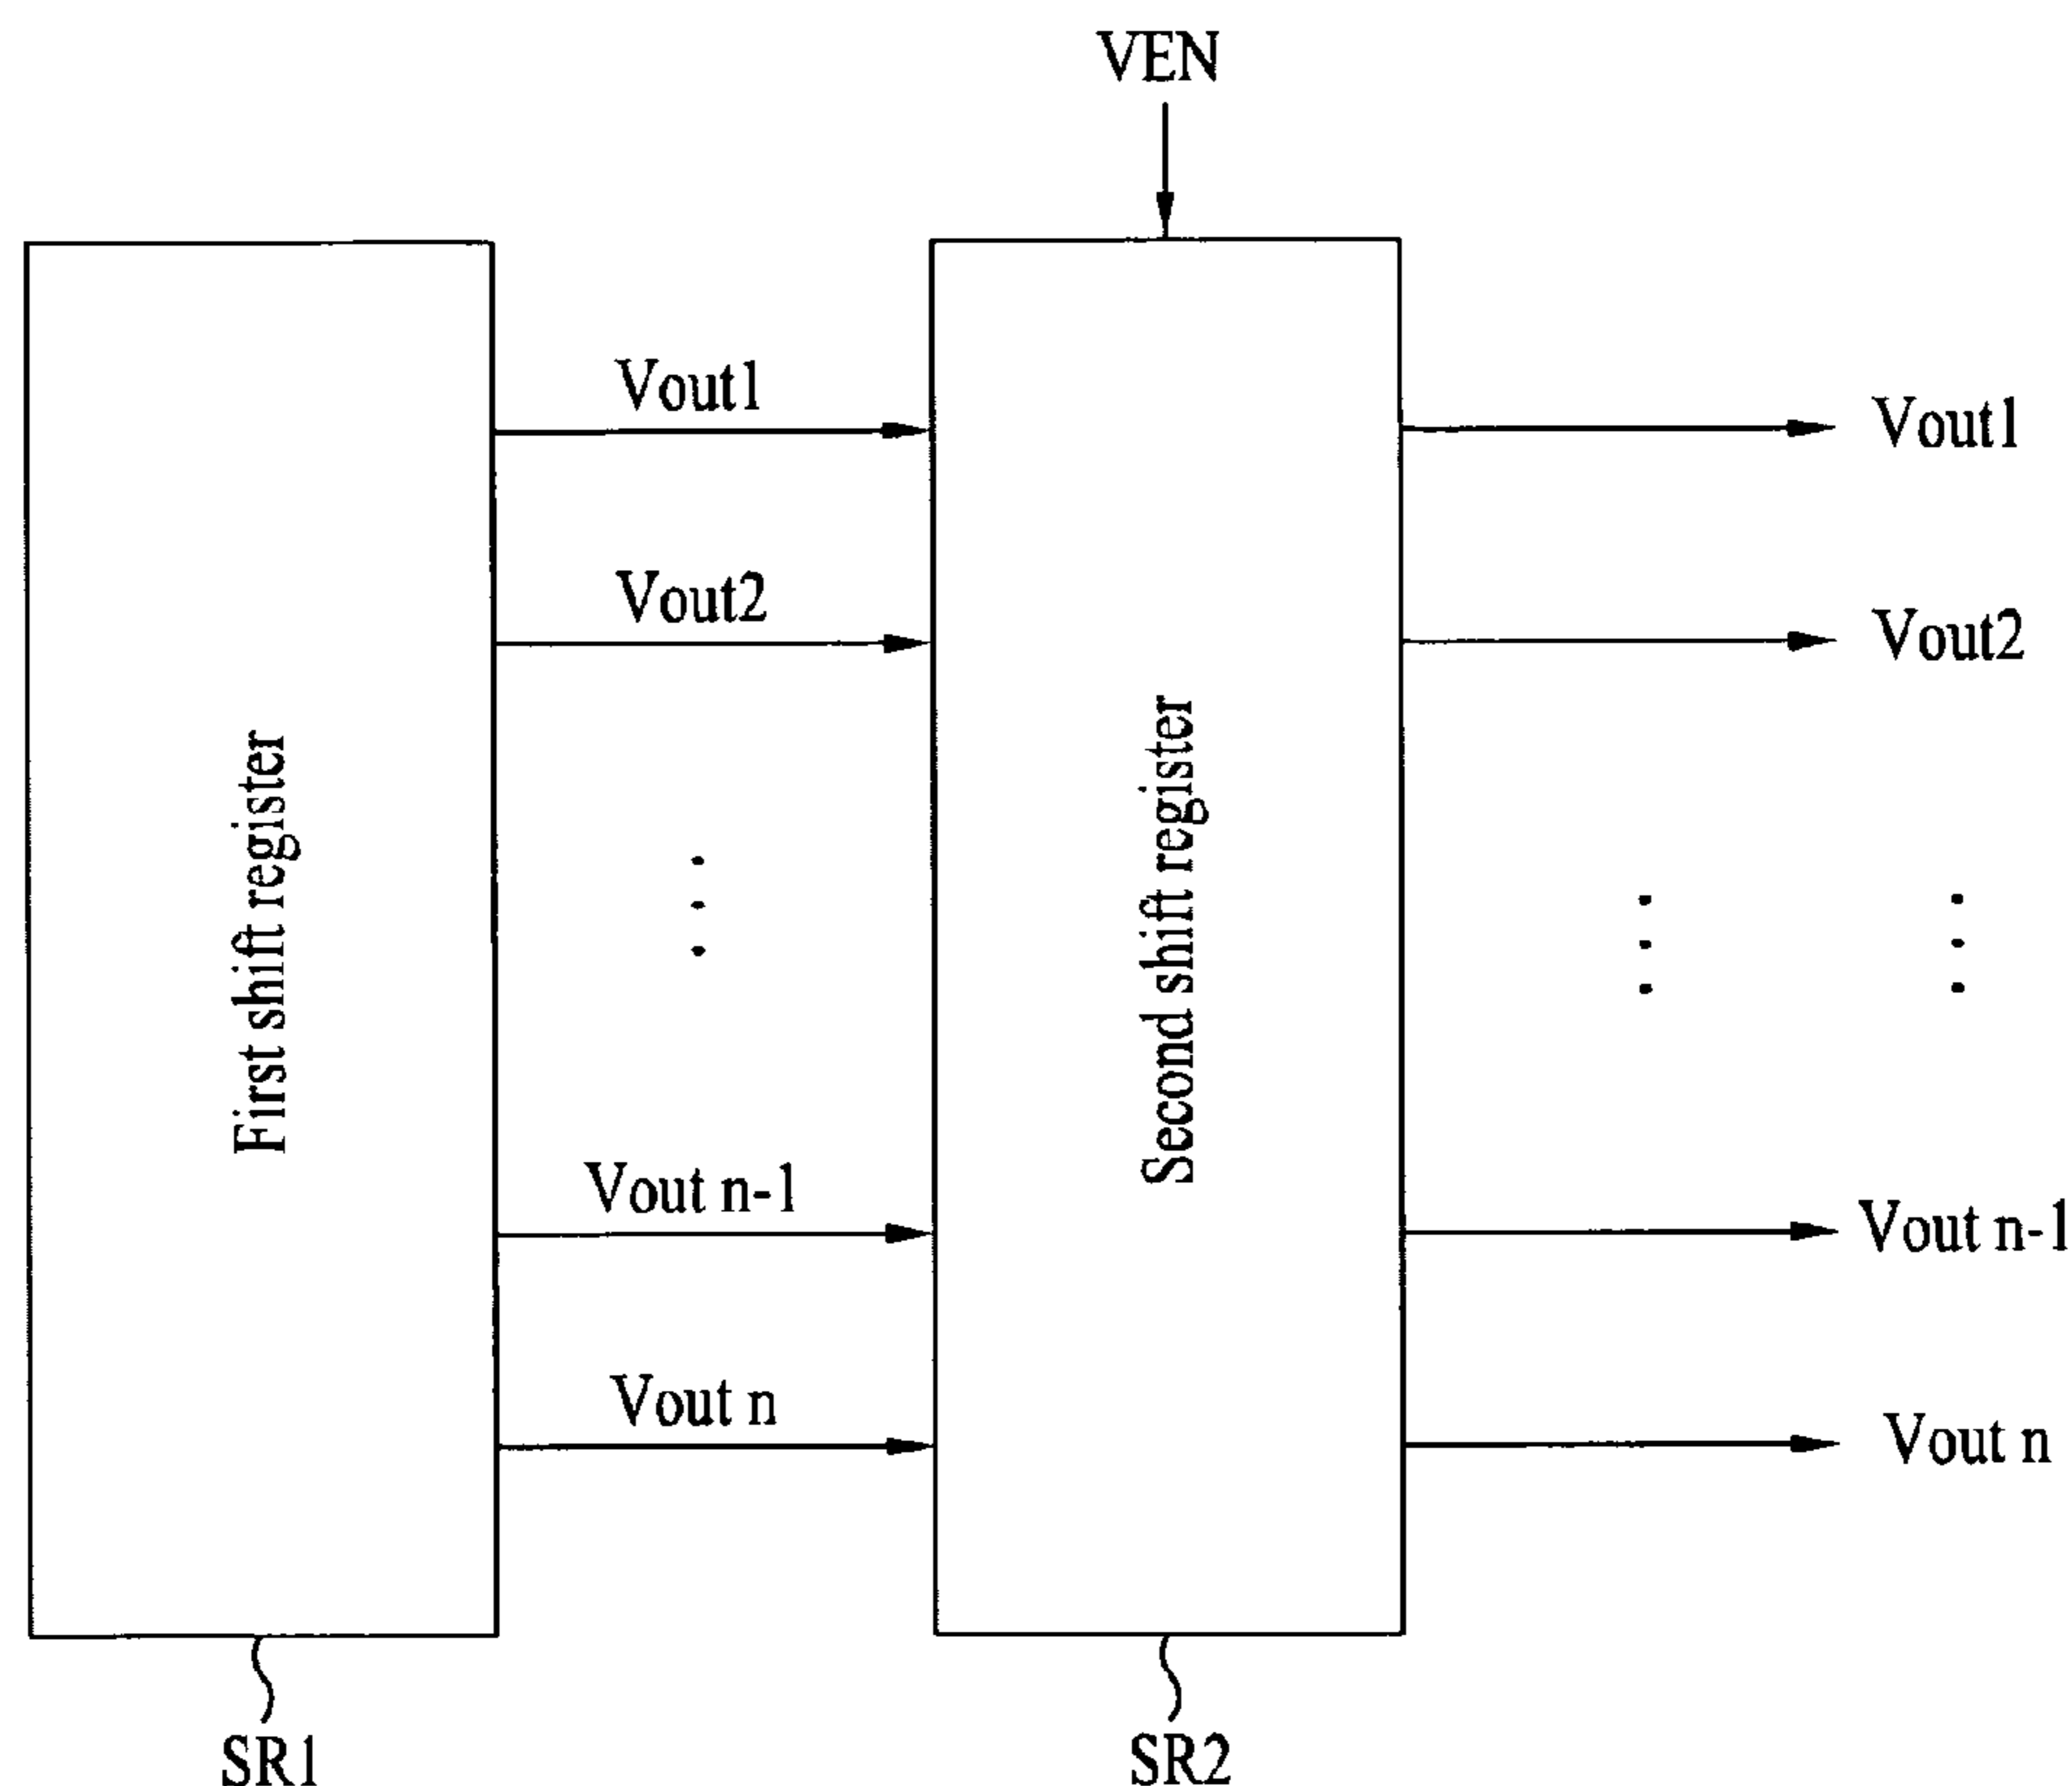 VEN
Vout1
Vout1
Vout2
Vout2
First shift register
Second shift register
Vout n-1
Vout n-1
Vout n
Vout n
SR1
SR2